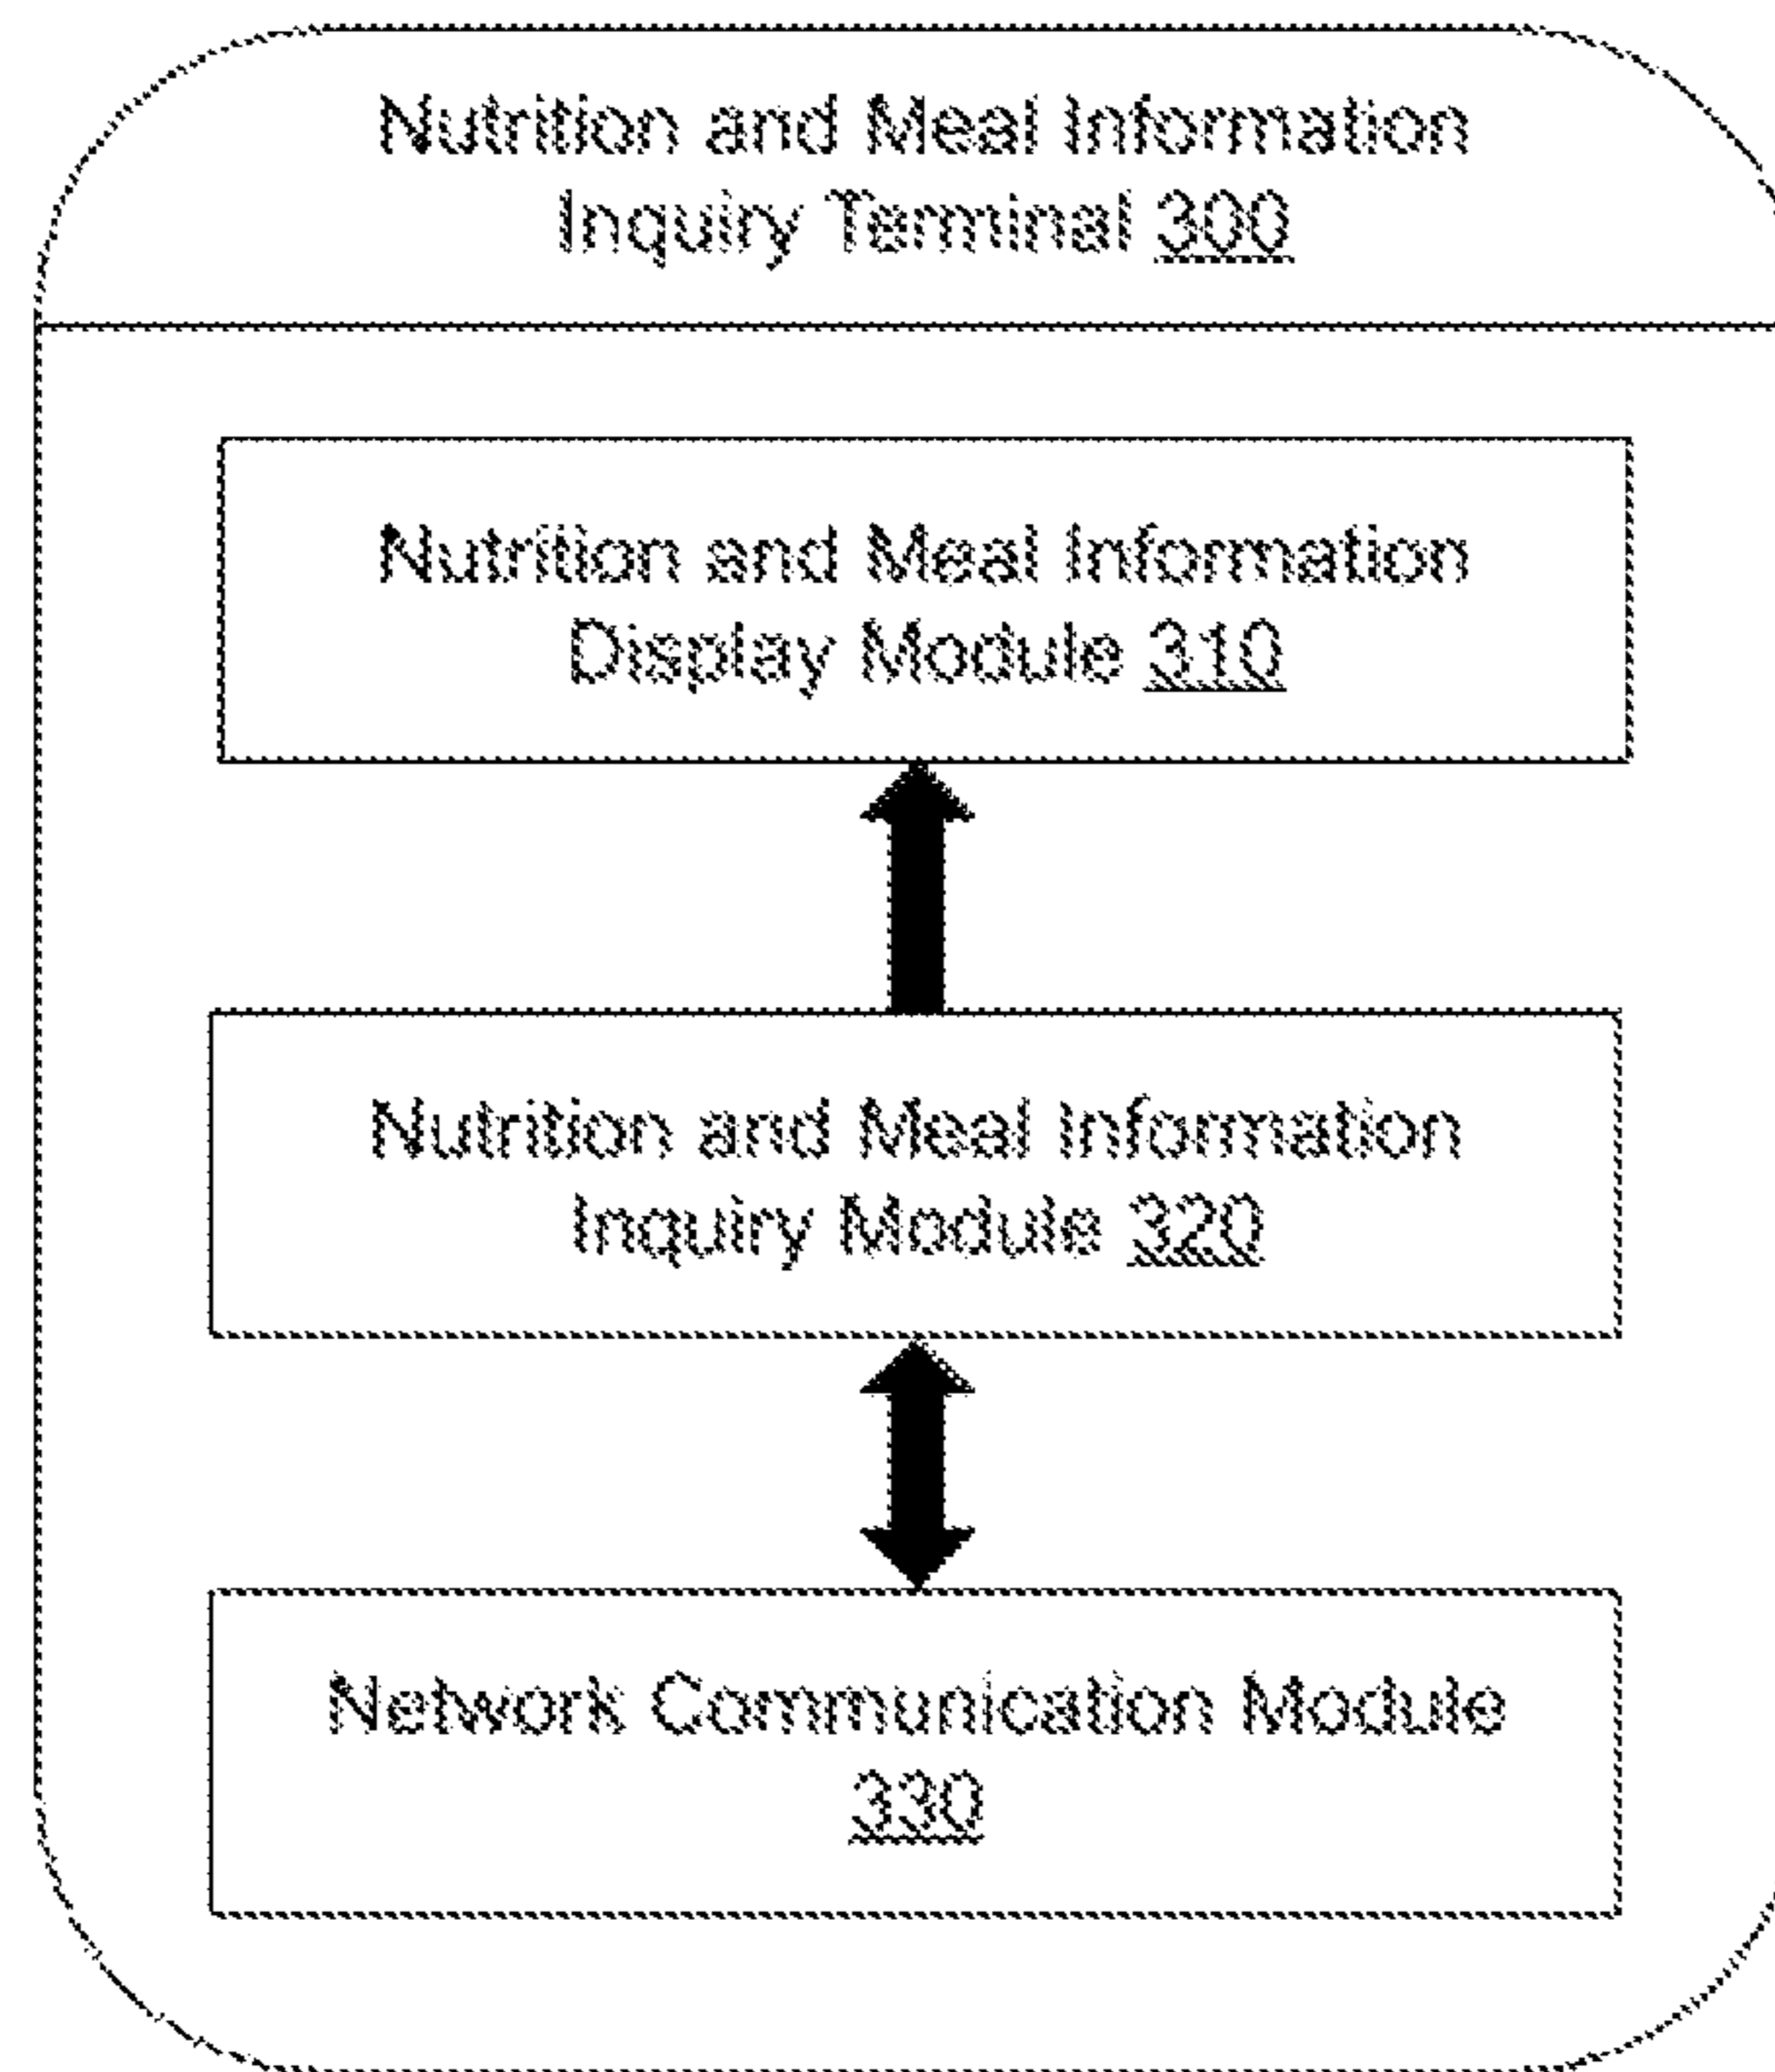 Nutrition and Meal Information
Inquiry Terminal 300
Nutrition and Meal Information
Display Module 310
Nutrition and Meal Information
Inquiry Module 320
Network Communication Module
330